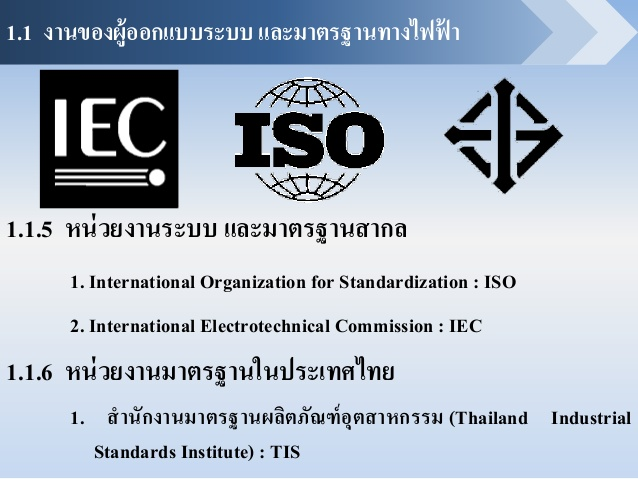 1.1 งานของผู้ออกแบบระบบ และมาตรฐานทางไฟฟ้า
IEC
ISO
1.1.5 หน่วยงานระบบ และมาตรฐานสากล
1. International Organization for Standardization : ISO
2. International Electrotechnical Commission : IEC
1.1.6 หน่วยงานมาตรฐานในประเทศไทย
1. สำนักงานมาตรฐานผลิตภัณฑ์อุตสาหกรรม (Thailand Industrial
Standards Institute) : TIS